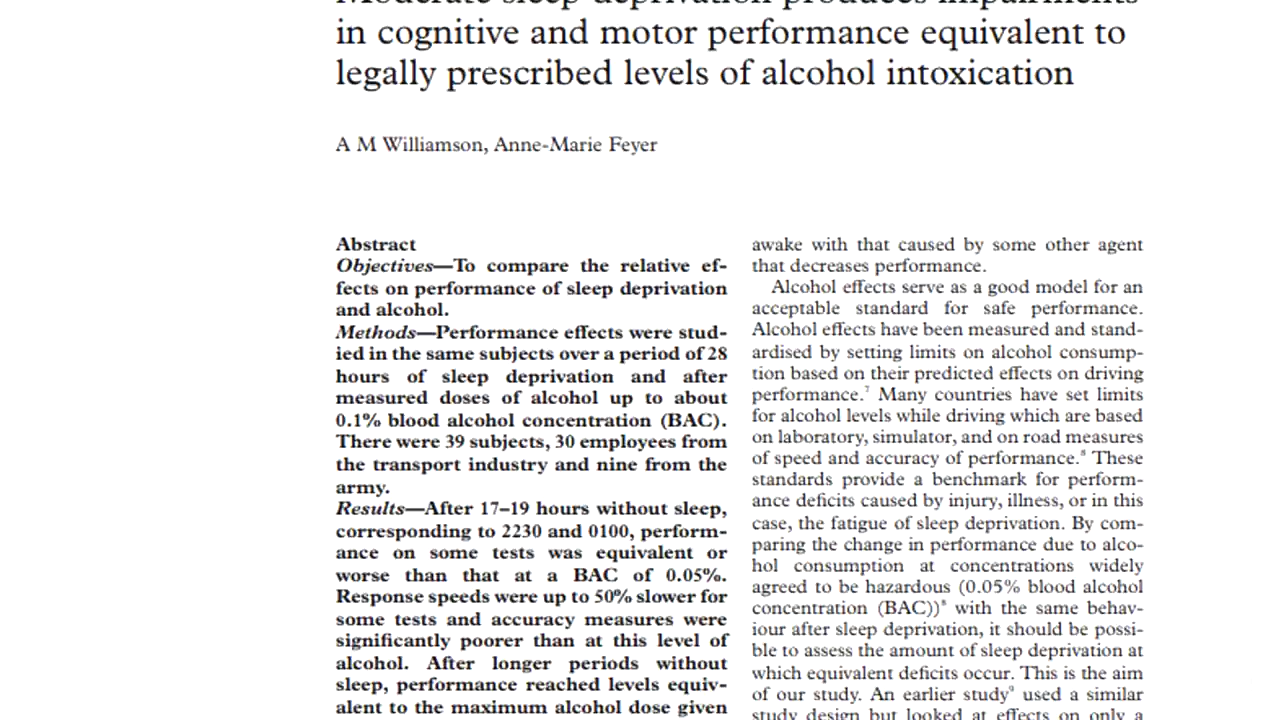 Moderate sleep deprivation produces impairments
in cognitive and motor performance equivalent to
legally prescribed levels of alcohol intoxication
A M Williamson, Anne-Marie Feyer
Abstract
Objectives—To compare the relative ef-
fects on performance of sleep deprivation
and alcohol.
Methods—Performance effects were stud-
ied in the same subjects over a period of 28
hours of sleep deprivation and after
measured doses of alcohol up to about
0.1% blood alcohol concentration (BAC).
There were 39 subjects, 30 employees from
the transport industry and nine from the
army.
Results—After 17–19 hours without sleep,
corresponding to 2230 and 0100, perform-
ance on some tests was equivalent or
worse than that at a BAC of 0.05%.
Response speeds were up to 50% slower for
some tests and accuracy measures were
significantly poorer than at this level of
alcohol. After longer periods without
sleep, performance reached levels equiv-
alent to the maximum alcohol dose given
awake with that caused by some other agent
that decreases performance.
Alcohol effects serve as a good model for an
acceptable standard for safe performance.
Alcohol effects have been measured and stand-
ardised by setting limits on alcohol consump-
tion based on their predicted effects on driving
performance.7 Many countries have set limits
for alcohol levels while driving which are based
on laboratory, simulator, and on road measures
of speed and accuracy of performance.8 These
standards provide a benchmark for perform-
ance deficits caused by injury, illness, or in this
case, the fatigue of sleep deprivation. By com-
paring the change in performance due to alco-
hol consumption at concentrations widely
agreed to be hazardous (0.05% blood alcohol
concentration (BAC))8 with the same behav-
iour after sleep deprivation, it should be possi-
ble to assess the amount of sleep deprivation at
which equivalent deficits occur. This is the aim
of our study. An earlier study9 used a similar
study design but looked at effects on only a